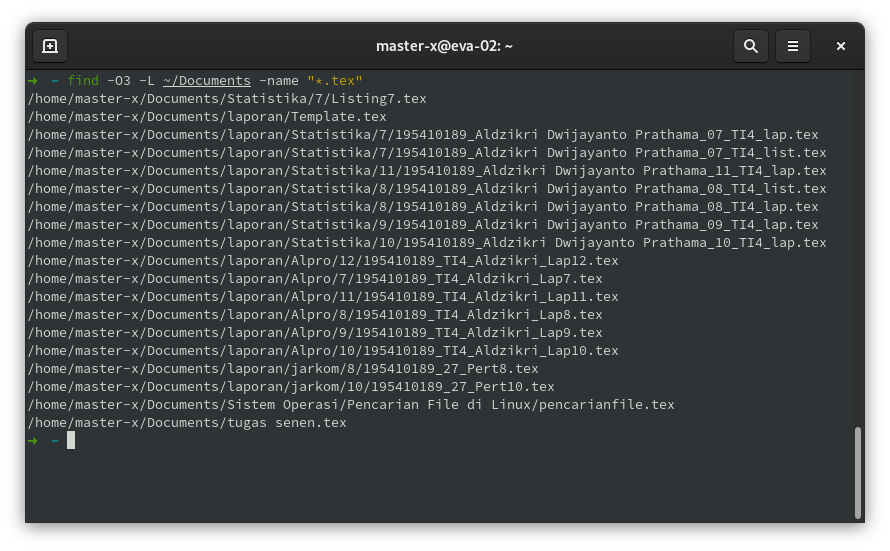 master-x@eva-02: ~
➜  ~ find -O3 -L ~/Documents -name "*.tex"
/home/master-x/Documents/Statistika/7/Listing7.tex
/home/master-x/Documents/laporan/Template.tex
/home/master-x/Documents/laporan/Statistika/7/195410189_Aldzikri Dwijayanto Prathama_07_TI4_lap.tex
/home/master-x/Documents/laporan/Statistika/7/195410189_Aldzikri Dwijayanto Prathama_07_TI4_list.tex
/home/master-x/Documents/laporan/Statistika/11/195410189_Aldzikri Dwijayanto Prathama_11_TI4_lap.tex
/home/master-x/Documents/laporan/Statistika/8/195410189_Aldzikri Dwijayanto Prathama_08_TI4_list.tex
/home/master-x/Documents/laporan/Statistika/8/195410189_Aldzikri Dwijayanto Prathama_08_TI4_lap.tex
/home/master-x/Documents/laporan/Statistika/9/195410189_Aldzikri Dwijayanto Prathama_09_TI4_lap.tex
/home/master-x/Documents/laporan/Statistika/10/195410189_Aldzikri Dwijayanto Prathama_10_TI4_lap.tex
/home/master-x/Documents/laporan/Alpro/12/195410189_TI4_Aldzikri_Lap12.tex
/home/master-x/Documents/laporan/Alpro/7/195410189_TI4_Aldzikri_Lap7.tex
/home/master-x/Documents/laporan/Alpro/11/195410189_TI4_Aldzikri_Lap11.tex
/home/master-x/Documents/laporan/Alpro/8/195410189_TI4_Aldzikri_Lap8.tex
/home/master-x/Documents/laporan/Alpro/9/195410189_TI4_Aldzikri_Lap9.tex
/home/master-x/Documents/laporan/Alpro/10/195410189_TI4_Aldzikri_Lap10.tex
/home/master-x/Documents/laporan/jarkom/8/195410189_27_Pert8.tex
/home/master-x/Documents/laporan/jarkom/10/195410189_27_Pert10.tex
/home/master-x/Documents/Sistem Operasi/Pencarian File di Linux/pencarianfile.tex
/home/master-x/Documents/tugas senen.tex
➜  ~